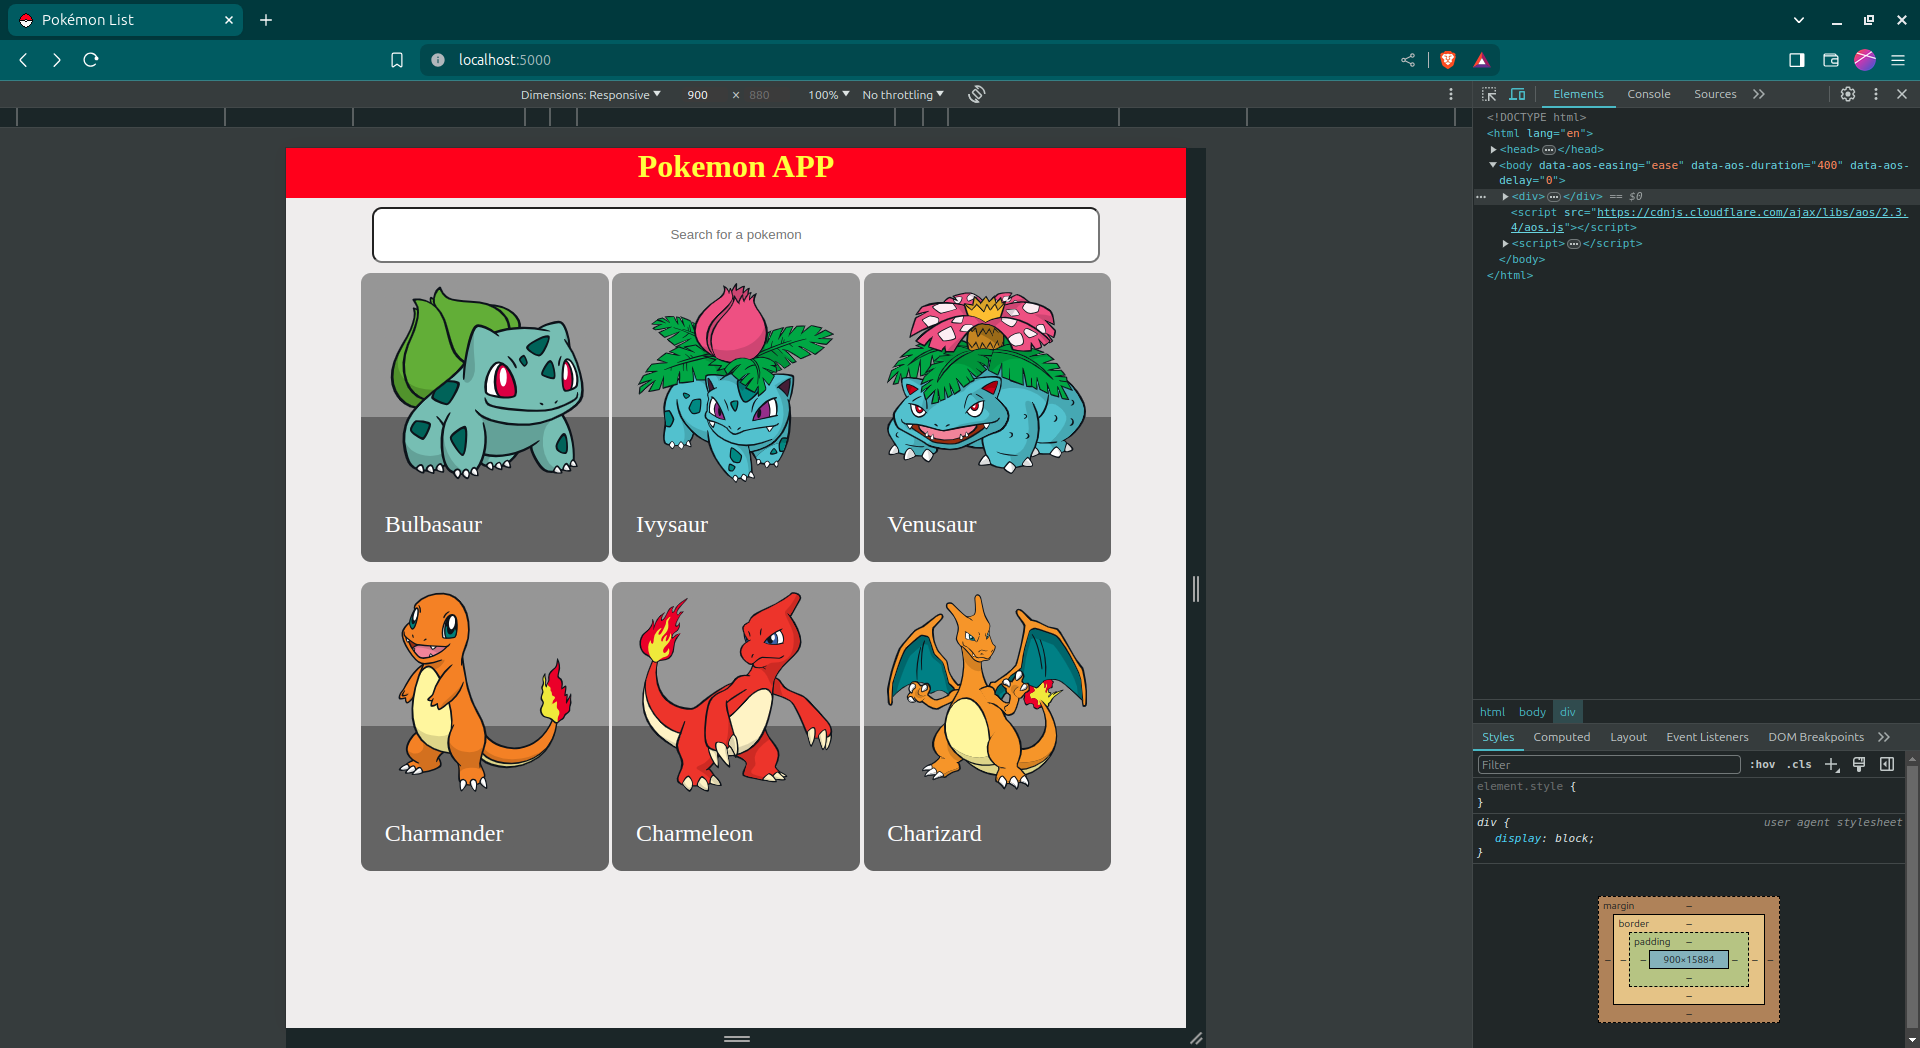 Pokémon List
localhost:5000
Dimensions: Responsive 900 × 880 100% No throttling
Elements Console Sources
Pokemon APP
Search for a pokemon
Bulbasaur Ivysaur Venusaur
Charmander Charmeleon Charizard
<!DOCTYPE html>
<html lang="en">
<head> </head>
<body data-aos-easing="ease" data-aos-duration="400" data-aos-
delay="0">
<div> </div> == $0
<script src="https://cdnjs.cloudflare.com/ajax/libs/aos/2.3.
4/aos.js"></script>
<script> </script>
</body>
</html>
html body div
Styles Computed Layout Event Listeners DOM Breakpoints
Filter :hov .cls
element.style {
}
div { user agent stylesheet
display: block;
}
margin –
border –
padding –
– – – 900×15884 – – –
–
–
–